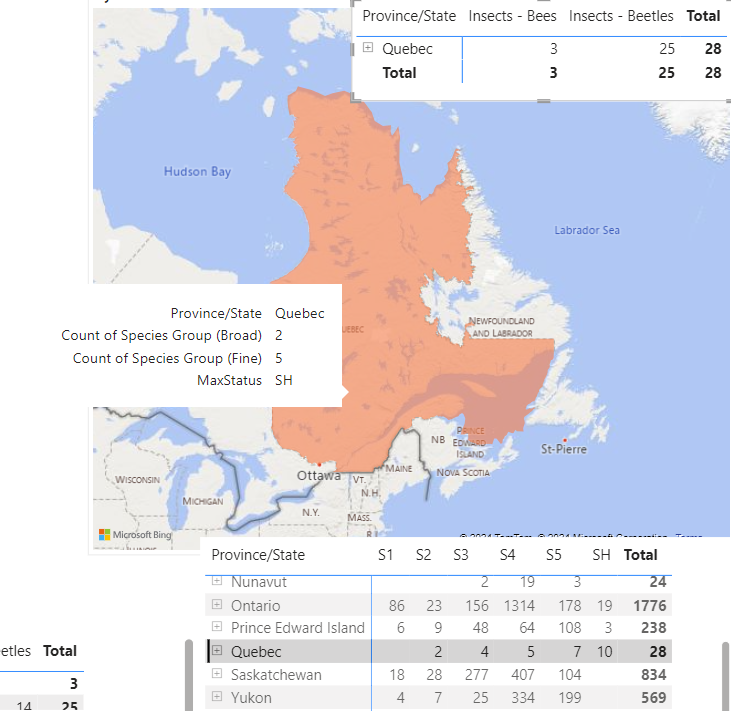 Province/State Insects - Bees Insects - Beetles Total
Quebec 3 25 28
Total 3 25 28
Hudson Bay
Labrador Sea
Province/State Quebec
Count of Species Group (Broad) 2
Count of Species Group (Fine) 5
MaxStatus SH
UEBEC
NEWFOUNDLAND
AND LABRADOR
PRINCE
EDWARD
ISLAND
NB
St-Pierre
Ottawa
MAINE
NOVA SCOTIA
WISCONSIN
VT.
N.H.
MICHIGAN
N.Y.
MASS.
Microsoft Bing
© 2024 TomTom, © 2024 Microsoft Corporation Terms
Province/State S1 S2 S3 S4 S5 SH Total
Nunavut 2 19 3 24
Ontario 86 23 156 1314 178 19 1776
Prince Edward Island 6 9 48 64 108 3 238
Quebec 2 4 5 7 10 28
Saskatchewan 18 28 277 407 104 834
Yukon 4 7 25 334 199 569
etles Total
3
14 25